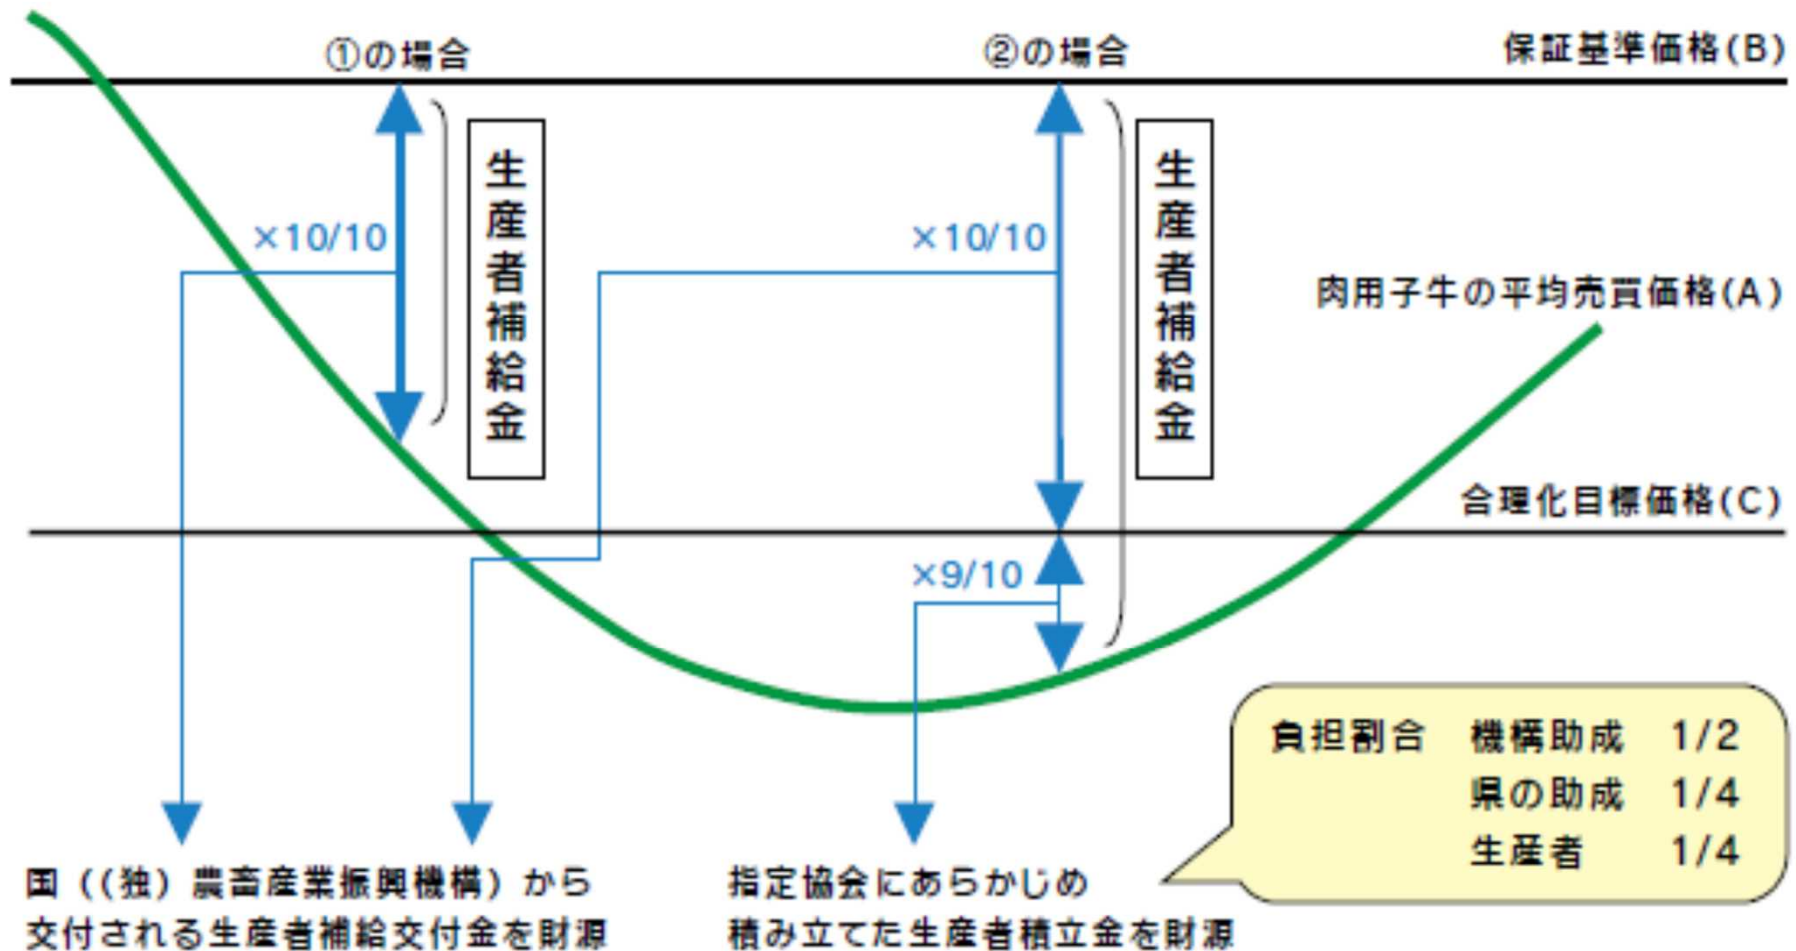 ①の場合
②の場合
保証基準価格(B)
生産者補給金
生産者補給金
×10/10
×10/10
肉用子牛の平均売買価格(A)
合理化目標価格(C)
×9/10
負担割合 機構助成 1/2
県の助成 1/4
生産者 1/4
国((独)農畜産業振興機構)から
交付される生産者補給交付金を財源
指定協会にあらかじめ
積み立てた生産者積立金を財源